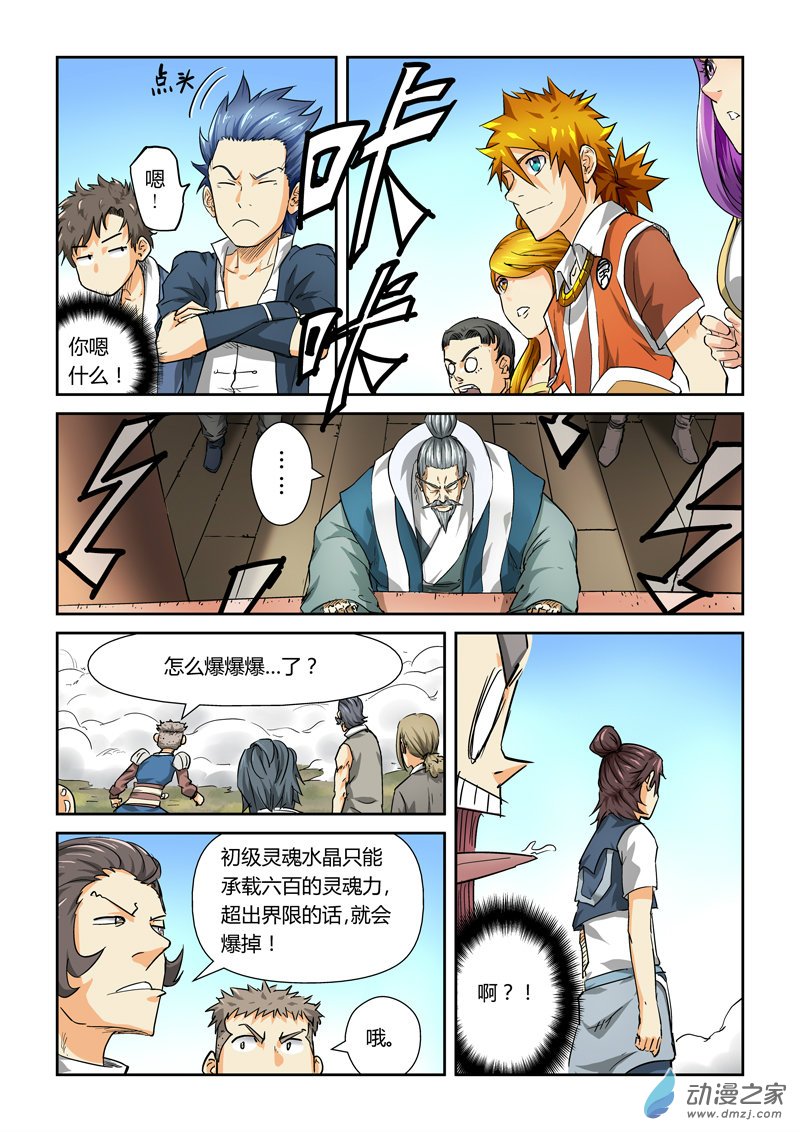 点头
嗯！
你嗯
什么！
咔
咔
……
怎么爆爆爆…了？
初级灵魂水晶只能
承载六百的灵魂力，
超出界限的话，就会
爆掉！
哦。
啊？！
动漫之家
www.dmzj.com